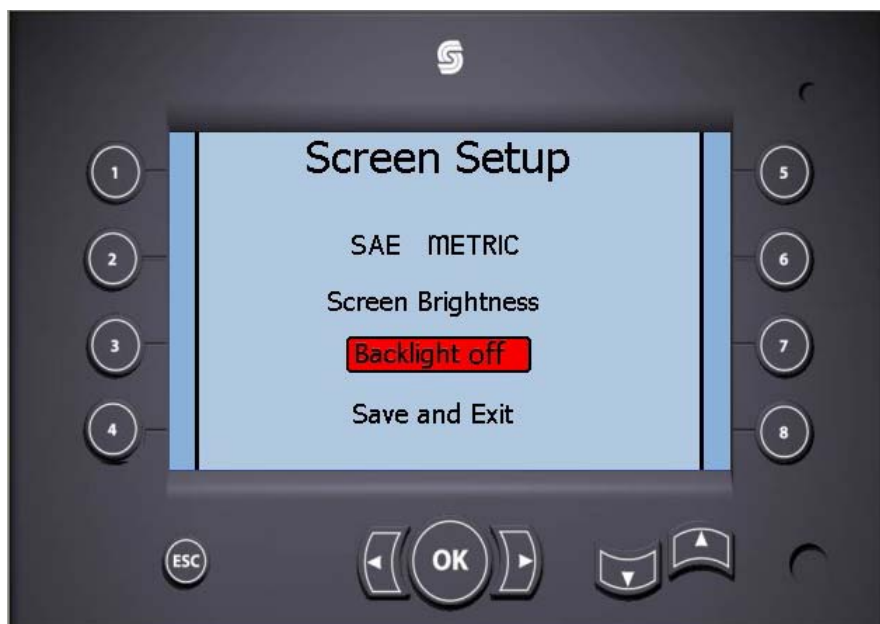 Screen Setup
1
5
SAE METRIC
2
6
Screen Brightness
3
7
Backlight off
Save and Exit
4
8
ESC
OK